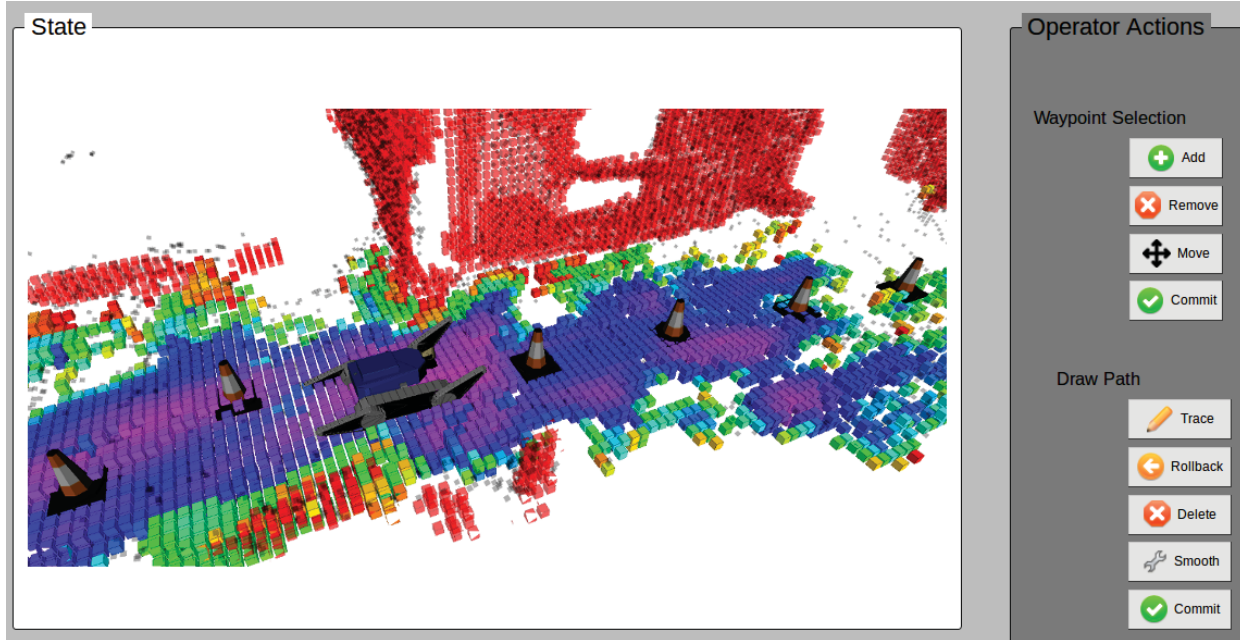 State
Operator Actions
Waypoint Selection
Add
Remove
Move
Commit
Draw Path
Trace
Rollback
Delete
Smooth
Commit